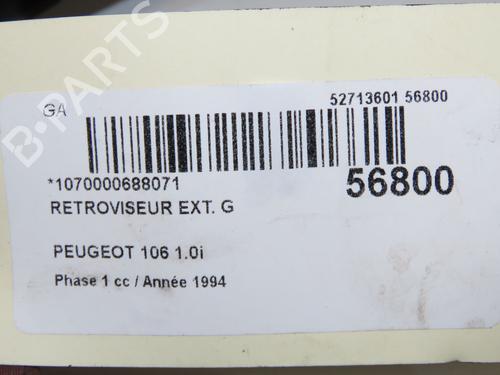 GA
52713601 56800
*1070000688071
56800
RETROVISEUR EXT. G
PEUGEOT 106 1.0i
Phase 1 cc / Année 1994
B-PARTS